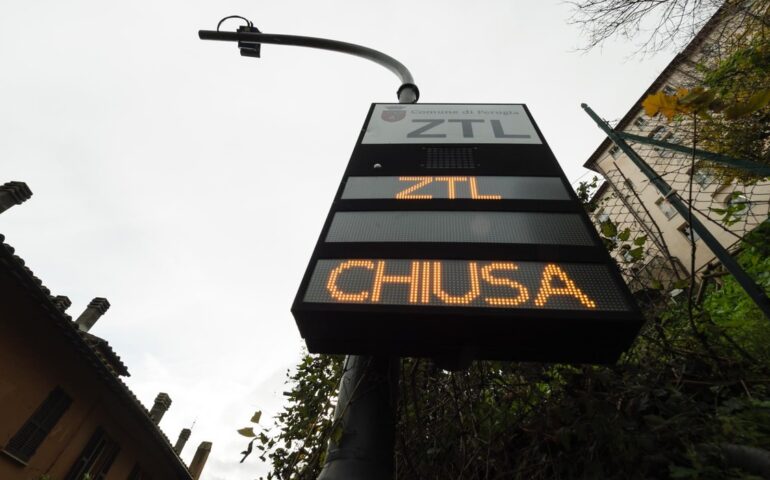 Comune di Perugia
ZTL
ZTL
CHIUSA